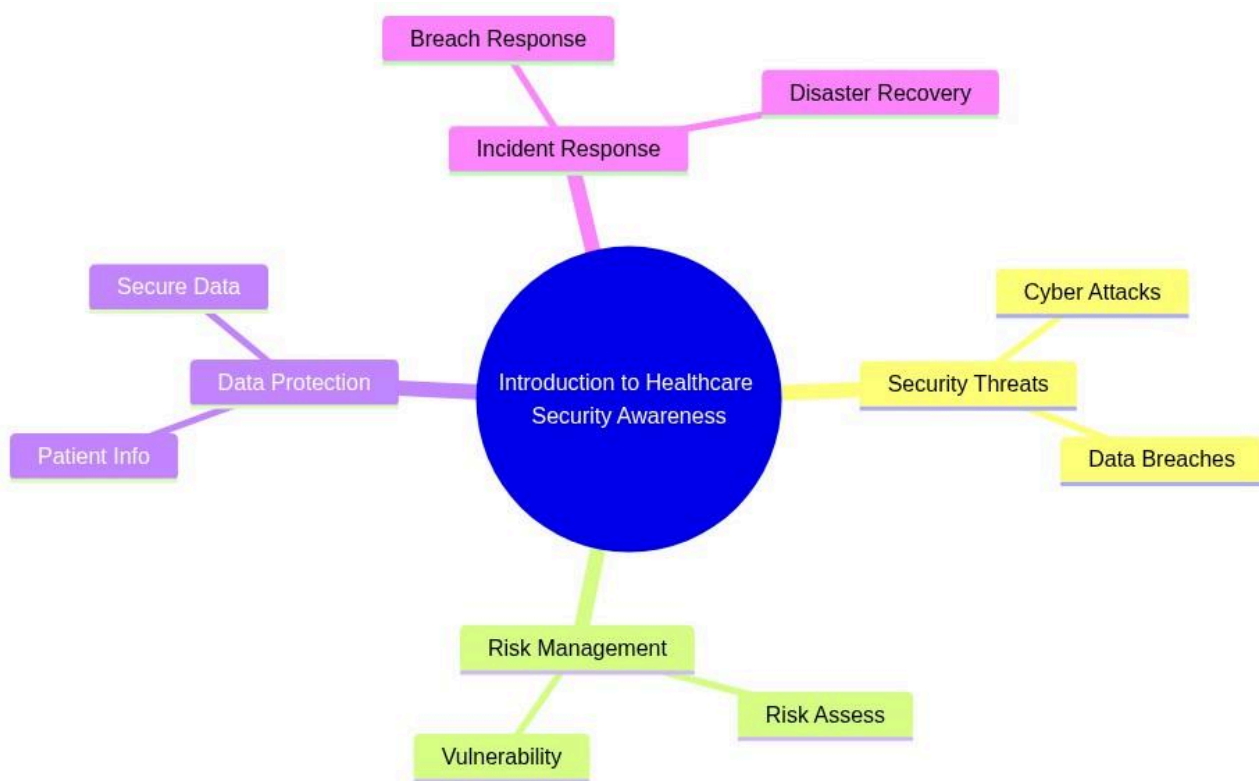 Breach Response
Disaster Recovery
Incident Response
Secure Data
Cyber Attacks
Data Protection
Introduction to Healthcare
Security Awareness
Security Threats
Patient Info
Data Breaches
Risk Management
Risk Assess
Vulnerability